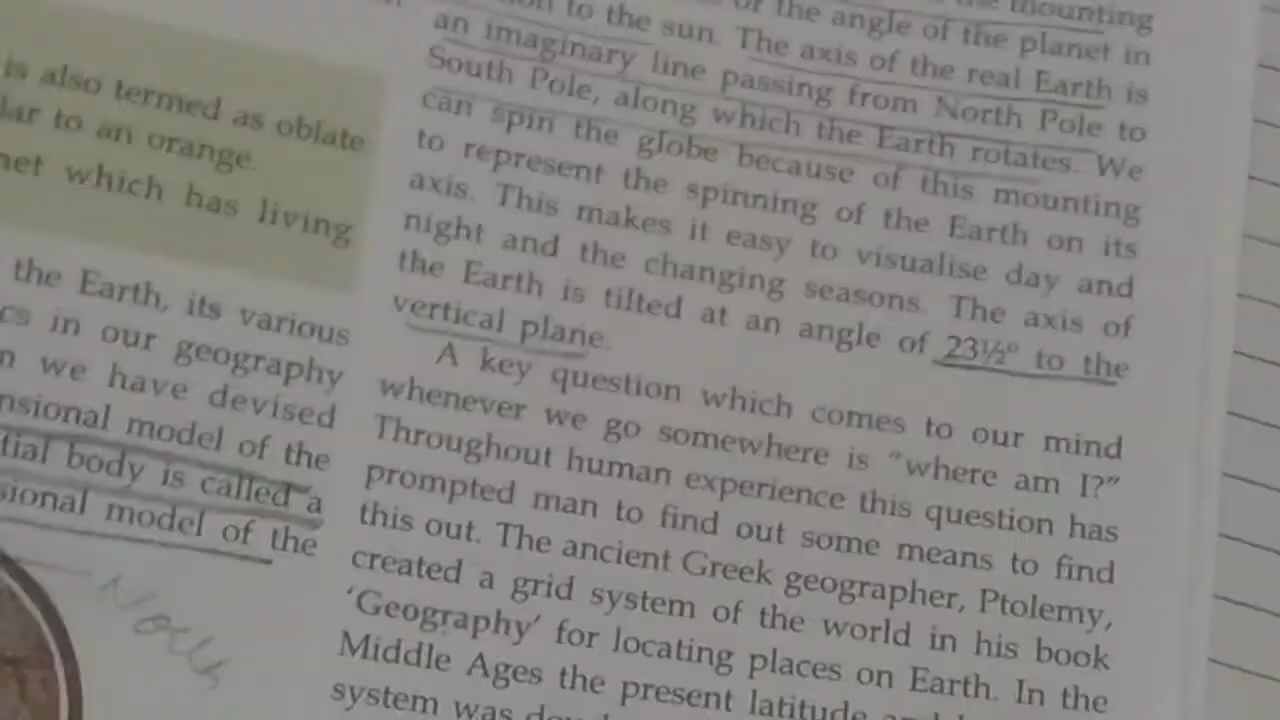 is also termed as oblate
to an orange.
which has living
the Earth, its various
in our geography
we have devised
model of the
body is called a
model of the
North
mounting
to the sun. The axis of the real Earth is
the angle of the planet in
an imaginary line passing from North Pole to
South Pole, along which the Earth rotates. We
can spin the globe because of this mounting
to represent the spinning of the Earth on its
axis. This makes it easy to visualise day and
night and the changing seasons. The axis of
the Earth is tilted at an angle of 23½° to the
vertical plane.
A key question which comes to our mind
whenever we go somewhere is “where am I?”
Throughout human experience this question has
prompted man to find out some means to find
this out. The ancient Greek geographer, Ptolemy,
created a grid system of the world in his book
‘Geography’ for locating places on Earth. In the
Middle Ages the present latitude and
system was